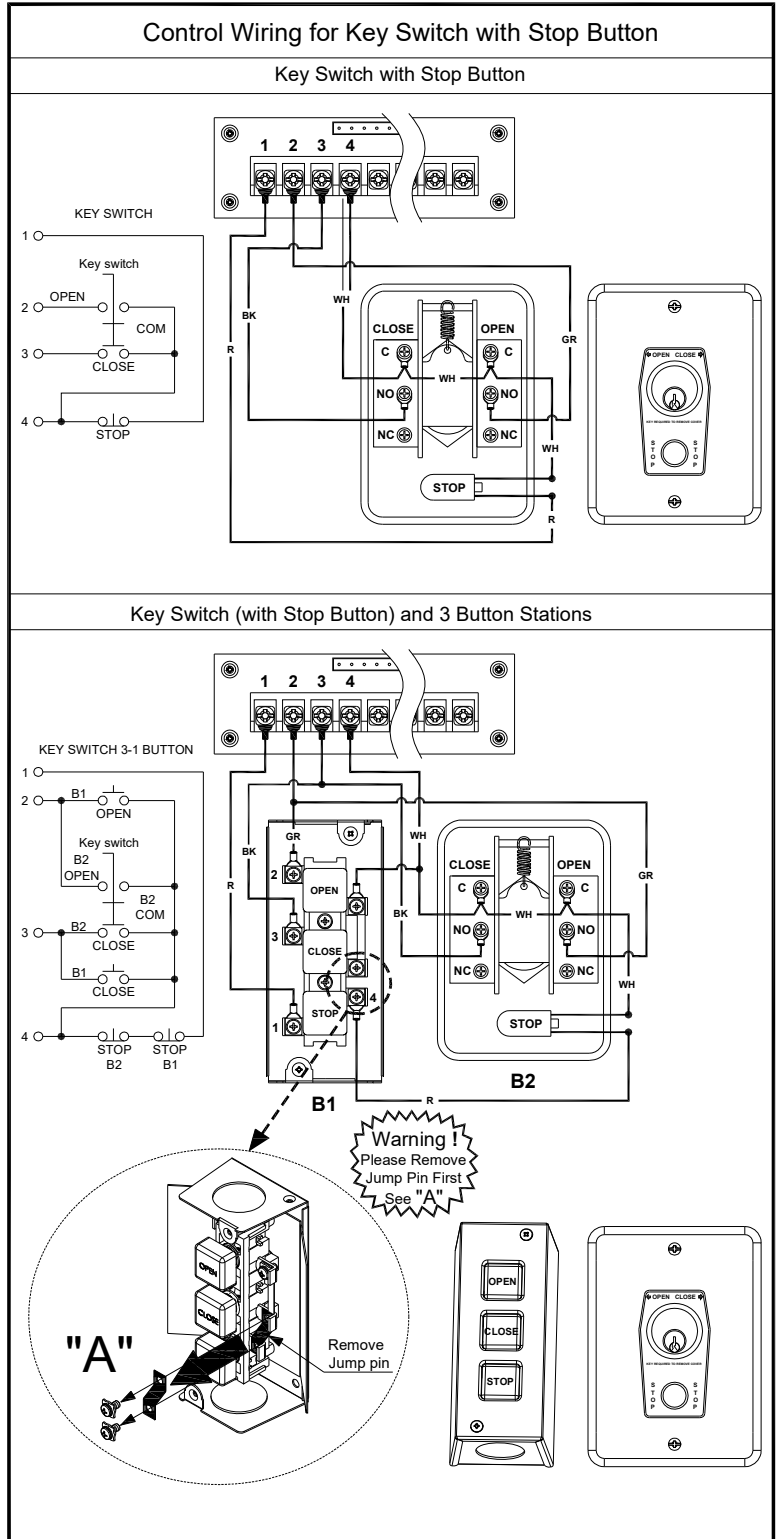 Control Wiring for Key Switch with Stop Button
Key Switch with Stop Button
1 2 3 4
KEY SWITCH
1
Key switch
2 OPEN
COM
3
CLOSE
4
STOP
R
BK
WH
GR
CLOSE OPEN
C C
WH
NO NO
NC NC
WH
STOP
R
OPEN CLOSE
KEY REQUIRED TO REMOVE COVER
STOP STOP
Key Switch (with Stop Button) and 3 Button Stations
1 2 3 4
KEY SWITCH 3-1 BUTTON
1
2 B1
OPEN
Key switch
B2
OPEN
B2
COM
3 B2
CLOSE
B1
CLOSE
4
STOP STOP
B2 B1
R
BK
GR
WH
2
OPEN
3
CLOSE
STOP
4
1
B1
BK
CLOSE OPEN
C C
WH
NO NO
NC NC
GR
WH
STOP
B2
R
Warning !
Please Remove
Jump Pin First
See "A"
"A"
OPEN
CLOSE
Remove
Jump pin
OPEN
CLOSE
STOP
OPEN CLOSE
KEY REQUIRED TO REMOVE COVER
STOP STOP